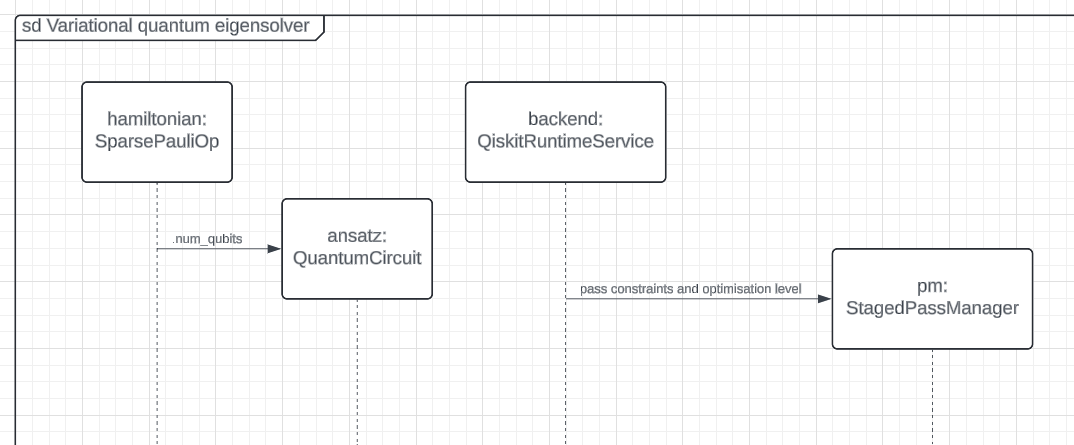 sd Variational quantum eigensolver
hamiltonian:
SparsePauliOp
backend:
QiskitRuntimeService
.num_qubits
ansatz:
QuantumCircuit
pass constraints and optimisation level
pm:
StagedPassManager